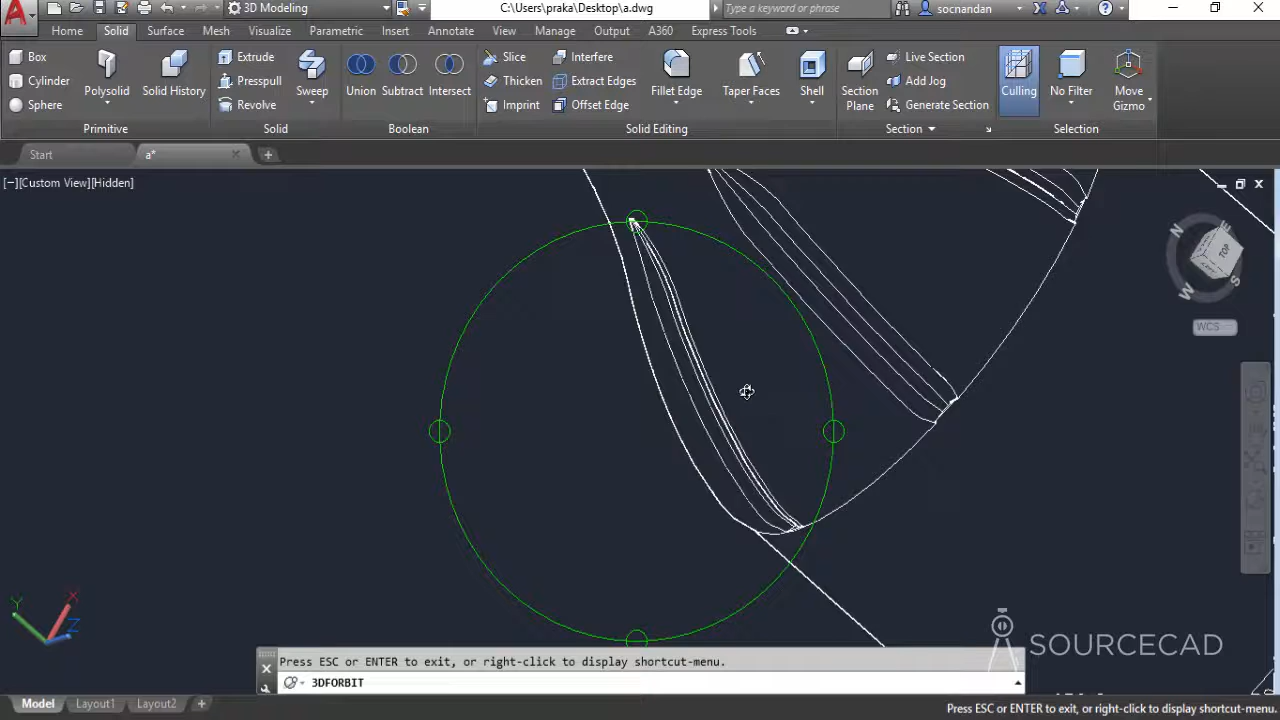 3D Modeling
C:\Users\praka\Desktop\a.dwg
Type a keyword or phrase
socnandan
Home Solid Surface Mesh Visualize Parametric Insert Annotate View Manage Output A360 Express Tools
Box
Cylinder
Sphere
Polysolid
Solid History
Primitive
Extrude
Presspull
Revolve
Sweep
Solid
Union
Subtract
Intersect
Boolean
Slice
Thicken
Imprint
Interfere
Extract Edges
Offset Edge
Fillet Edge
Taper Faces
Shell
Solid Editing
Section
Plane
Live Section
Add Jog
Generate Section
Section
Culling
No Filter
Move
Gizmo
Selection
Start
a*
[−][Custom View][Hidden]
N
E
TOP
W
S
WCS
Y
X
Z
SOURCECAD
Press ESC or ENTER to exit, or right-click to display shortcut-menu.
3DFORBIT
Model Layout1 Layout2 +
Press ESC or ENTER to exit, or right-click to display shortcut-menu.